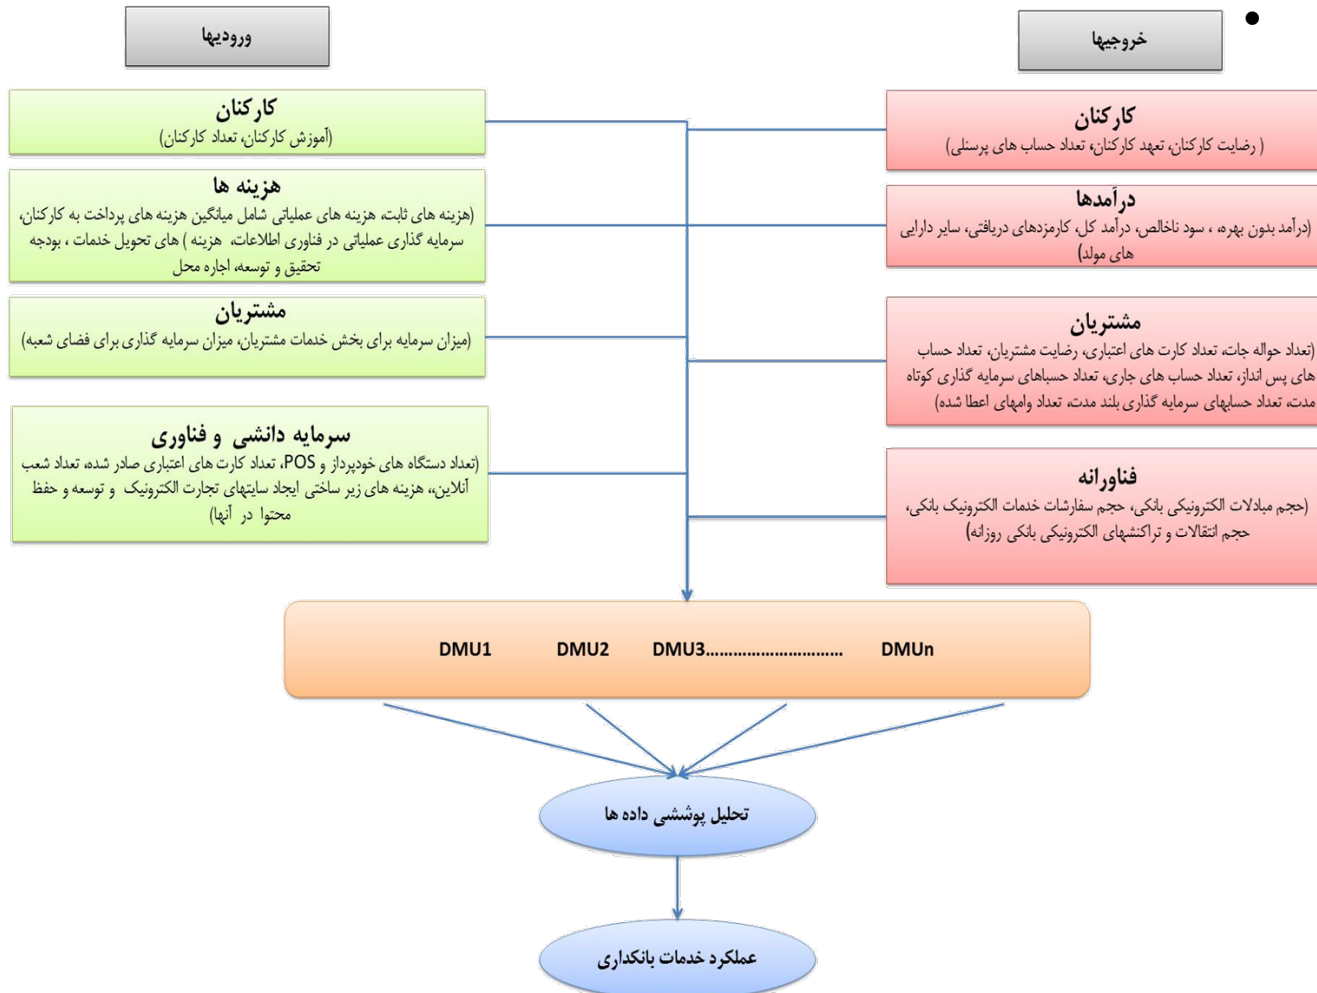 ورودیها
خروجیها
کارکنان
(آموزش کارکنان، تعداد کارکنان)
هزینه ها
(هزینه های ثابت، هزینه های عملیاتی شامل میانگین هزینه های پرداخت به کارکنان،
سرمایه گذاری عملیاتی در فناوری اطلاعات، هزینه ) های تحویل خدمات ، بودجه
تحقیق و توسعه، اجاره محل
مشتریان
(میزان سرمایه برای بخش خدمات مشتریان، میزان سرمایه گذاری برای فضای شعبه)
سرمایه دانشی و فناوری
(تعداد دستگاه های خودپرداز و POS، تعداد کارت های اعتباری صادر شده، تعداد شعب
آنلاین،، هزینه های زیر ساختی ایجاد سایتهای تجارت الکترونیک و توسعه و حفظ
محتوا در آنها)
کارکنان
( رضایت کارکنان، تعهد کارکنان، تعداد حساب های پرسنلی)
درآمدها
(درآمد بدون بهره، ، سود ناخالص، درآمد کل، کارمزدهای دریافتی، سایر دارایی
های مولد)
مشتریان
(تعداد حواله جات، تعداد کارت های اعتباری، رضایت مشتریان، تعداد حساب
های پس انداز، تعداد حساب های جاری، تعداد حسباهای سرمایه گذاری کوتاه
مدت، تعداد حسابهای سرمایه گذاری بلند مدت، تعداد وامهای اعطا شده)
فناورانه
(حجم مبادلات الکترونیکی بانکی، حجم سفارشات خدمات الکترونیک بانکی،
حجم انتقالات و تراکنشهای الکترونیکی بانکی روزانه)
DMU1 DMU2 DMU3.............................. DMUn
تحلیل پوششی داده ها
عملکرد خدمات بانکداری